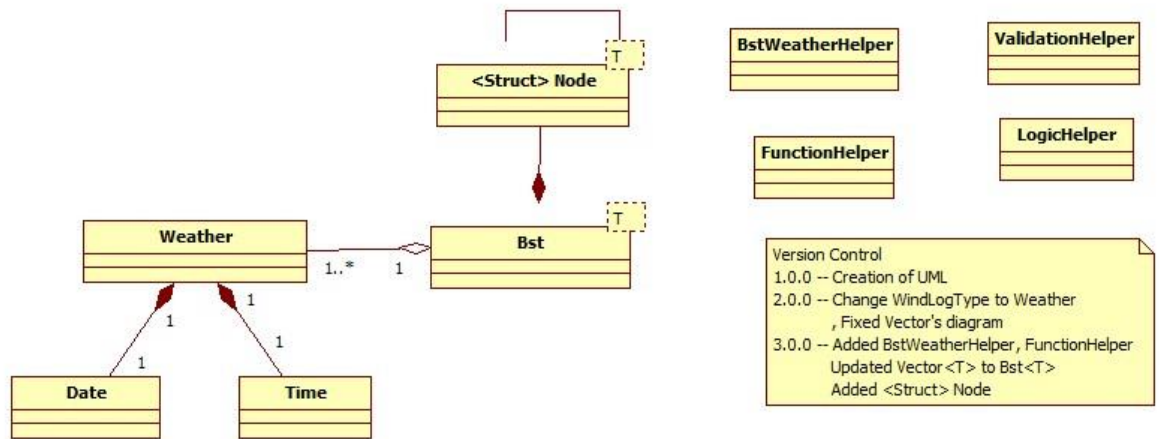 T
<Struct> Node
BstWeatherHelper
ValidationHelper
FunctionHelper
LogicHelper
T
Weather
Bst
1..*
1
1
1
1
1
Date
Time
Version Control
1.0.0 -- Creation of UML
2.0.0 -- Change WindLogType to Weather
, Fixed Vector's diagram
3.0.0 -- Added BstWeatherHelper, FunctionHelper
Updated Vector<T> to Bst<T>
Added <Struct> Node